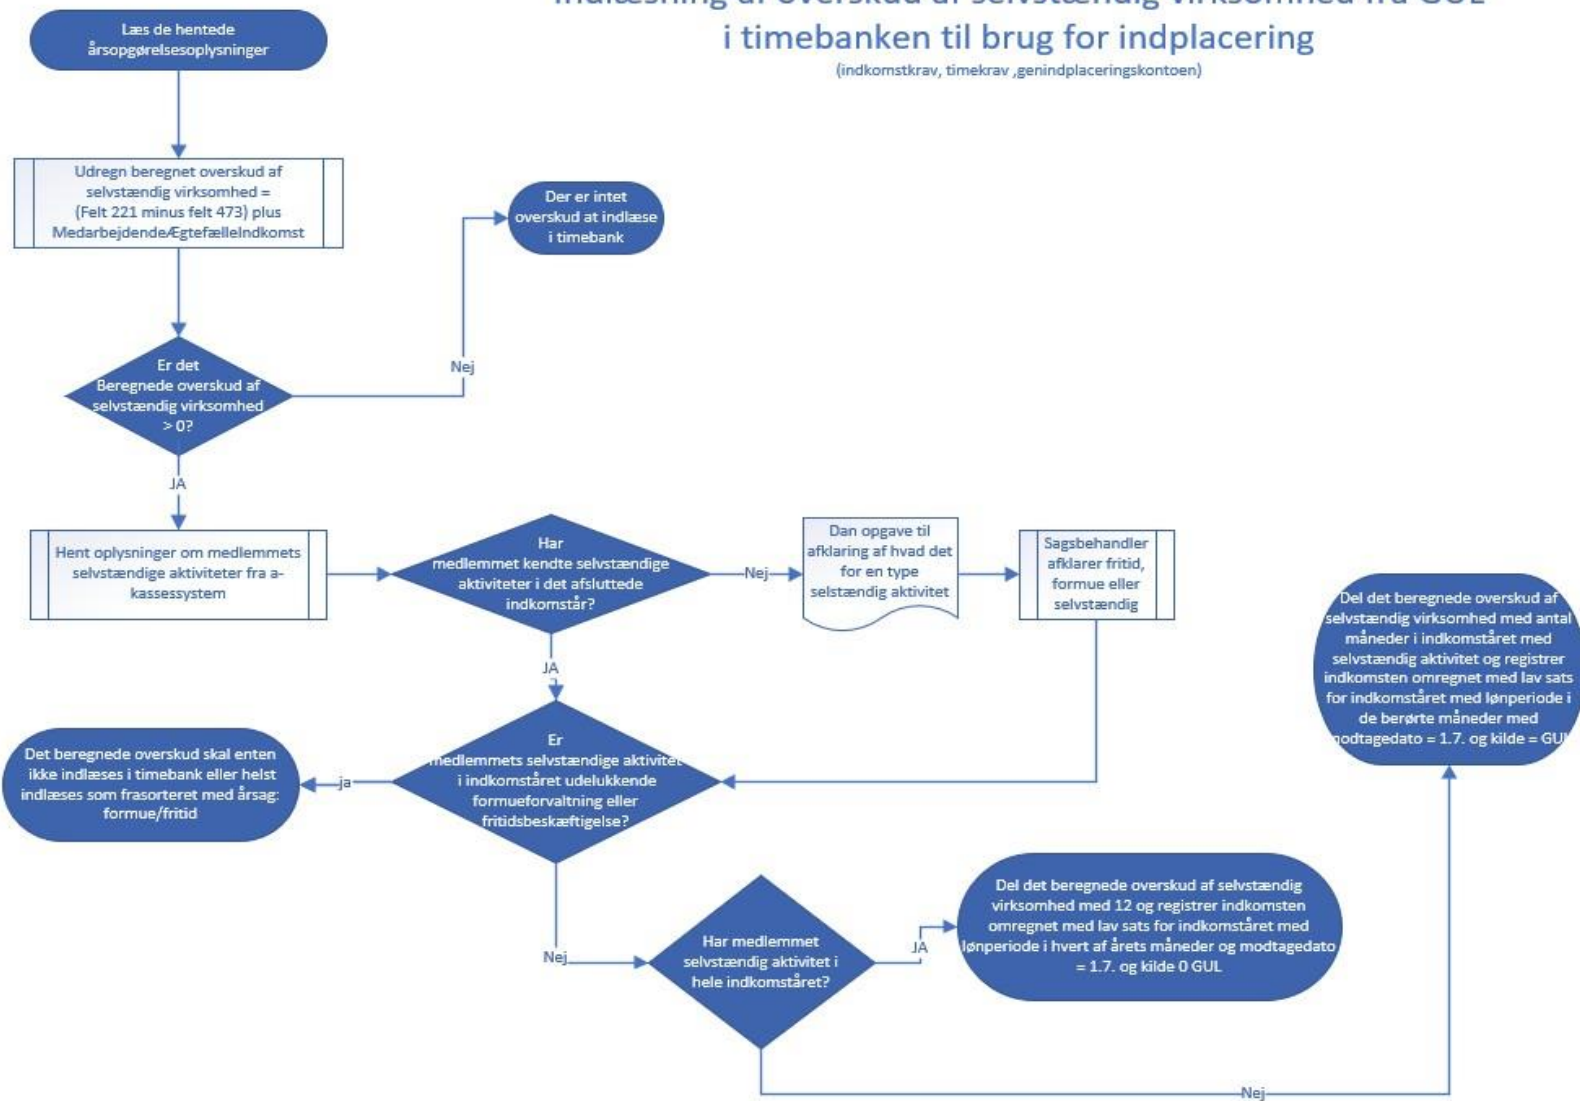 Indlæsning af overskud af selvstændig virksomhed fra GUL
i timebanken til brug for indplacering
(indkomstkrav, timekrav ,genindplaceringskontoen)
Læs de hentede
årsopgørelsesoplysninger
Udregn beregnet overskud af
selvstændig virksomhed =
(Felt 221 minus felt 473) plus
MedarbejdendeÆgtefælleIndkomst
Der er intet
overskud at indlæse
i timebank
Nej
Er det
Beregnede overskud af
selvstændig virksomhed
> 0?
JA
Hent oplysninger om medlemmets
selvstændige aktiviteter fra a-
kassessystem
Har
medlemmet kendte selvstændige
aktiviteter i det afsluttede
indkomstår?
Nej
Dan opgave til
afklaring af hvad det
for en type
selstændig aktivitet
Sagsbehandler
afklarer fritid,
formue eller
selvstændig
JA
Er
medlemmets selvstændige aktivitet
i indkomståret udelukkende
formueforvaltning eller
fritidsbeskæftigelse?
ja
Det beregnede overskud skal enten
ikke indlæses i timebank eller helst
indlæses som frasorteret med årsag:
formue/fritid
Nej
Har medlemmet
selvstændig aktivitet i
hele indkomståret?
JA
Del det beregnede overskud af selvstændig
virksomhed med 12 og registrer indkomsten
omregnet med lav sats for indkomståret med
lønperiode i hvert af årets måneder og modtagedato
= 1.7. og kilde 0 GUL
Nej
Del det beregnede overskud af
selvstændig virksomhed med antal
måneder i indkomståret med
selvstændig aktivitet og registrer
indkomsten omregnet med lav sats
for indkomståret med lønperiode i
de berørte måneder med
modtagedato = 1.7. og kilde = GUL